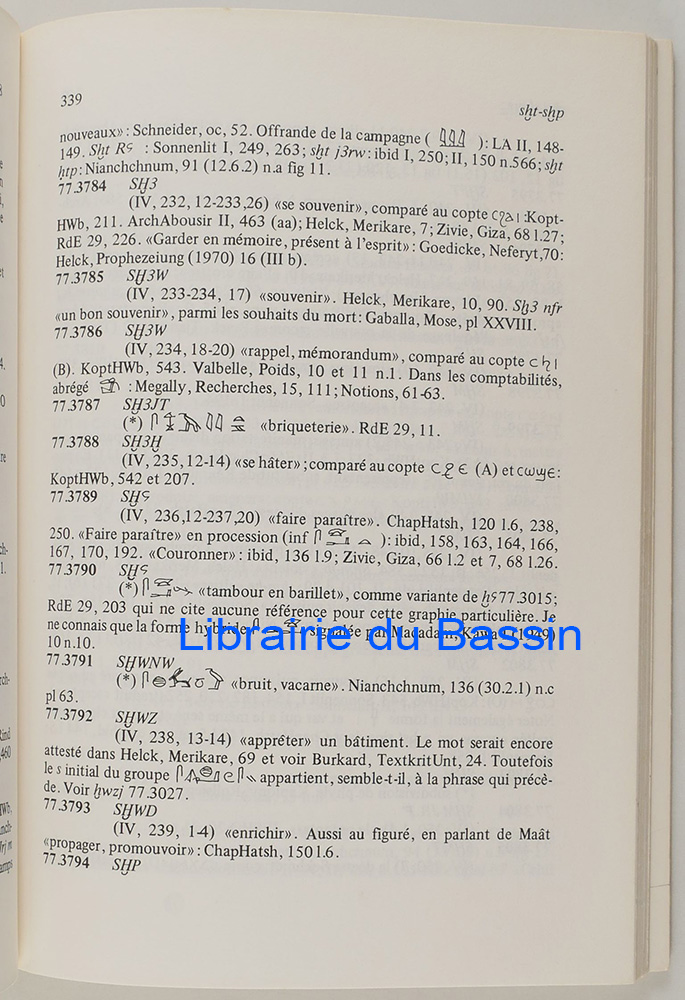 339
sḫt-sḫp
nouveaux» : Schneider, oc, 52. Offrande de la campagne ( 𓇏𓇏𓇏 ): LA II, 148-
149. Sḫt Rꜥ : Sonnenlit I, 249, 263; sḫt j3rw: ibid I, 250; II, 150 n.566; sḫt
ḥtp: Nianchchnum, 91 (12.6.2) n.a fig 11.
77.3784 SḪ3
(IV, 232, 12-233,26) «se souvenir», comparé au copte : Kopt-
HWb, 211. ArchAbousir II, 463 (aa); Helck, Merikare, 7; Zivie, Giza, 68 1.27;
RdE 29, 226. «Garder en mémoire, présent à l'esprit»: Goedicke, Neferyt,70:
Helck, Prophezeiung (1970) 16 (III b).
77.3785 SḪ3W
(IV, 233-234, 17) «souvenir». Helck, Merikare, 10, 90. Sḫ3 nfr
«un bon souvenir», parmi les souhaits du mort: Gaballa, Mose, pl XXVIII.
77.3786 SḪ3W
(IV, 234, 18-20) «rappel, mémorandum», comparé au copte
(B). KoptHWb, 543. Valbelle, Poids, 10 et 11 n.1. Dans les comptabilités,
abrégé : Megally, Recherches, 15, 111; Notions, 61-63.
77.3787 SḪ3JT
(*) «briqueterie». RdE 29, 11.
77.3788 SḪ3Ḫ
(IV, 235, 12-14) «se hâter»; comparé au copte (A) et ⲥⲱϣⲉ:
KoptHWb, 542 et 207.
77.3789 SḪꜥ
(IV, 236,12-237,20) «faire paraître». ChapHatsh, 120 1.6, 238,
250. «Faire paraître» en procession (inf ): ibid, 158, 163, 164, 166,
167, 170, 192. «Couronner»: ibid, 136 1.9; Zivie, Giza, 66 1.2 et 7, 68 1.26.
77.3790 SḪꜥ
(*) «tambour en barillet», comme variante de ḫꜥ 77.3015;
RdE 29, 203 qui ne cite aucune référence pour cette graphie particulière. Je
ne connais que la forme hybride signalée par Macadam, Kawa I (1949)
10 n.10.
Librairie du Bassin
77.3791 SḪWNW
(*) «bruit, vacarne». Nianchchnum, 136 (30.2.1) n.c
pl 63.
77.3792 SḪWZ
(IV, 238, 13-14) «apprêter» un bâtiment. Le mot serait encore
attesté dans Helck, Merikare, 69 et voir Burkard, TextkritUnt, 24. Toutefois
le s initial du groupe appartient, semble-t-il, à la phrase qui précè-
de. Voir ḫwzj 77.3027.
77.3793 SḪWD
(IV, 239, 1-4) «enrichir». Aussi au figuré, en parlant de Maât
«propager, promouvoir»: ChapHatsh, 150 1.6.
77.3794 SḪP